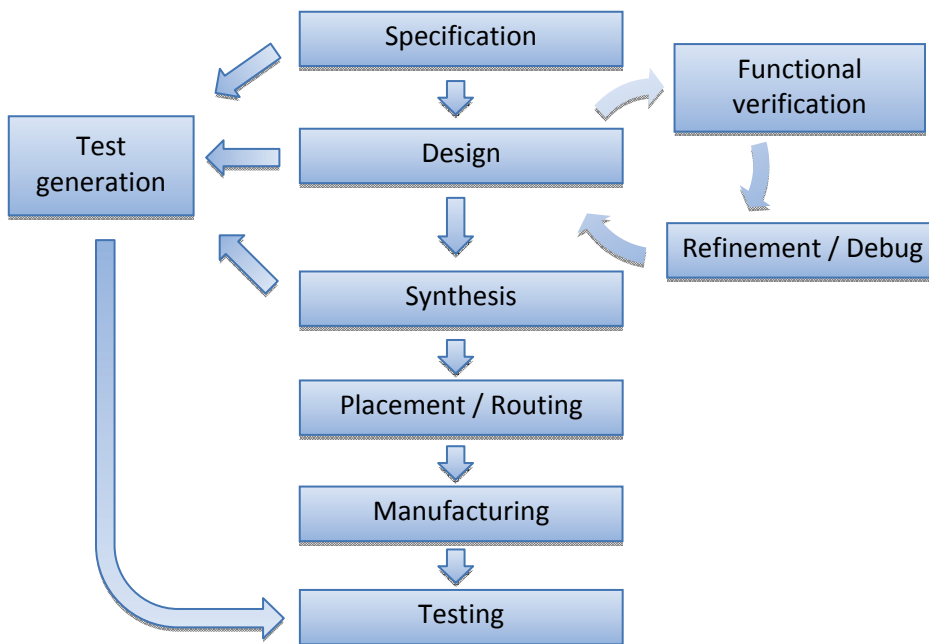 Specification
Functional
verification
Test
generation
Design
Refinement / Debug
Synthesis
Placement / Routing
Manufacturing
Testing